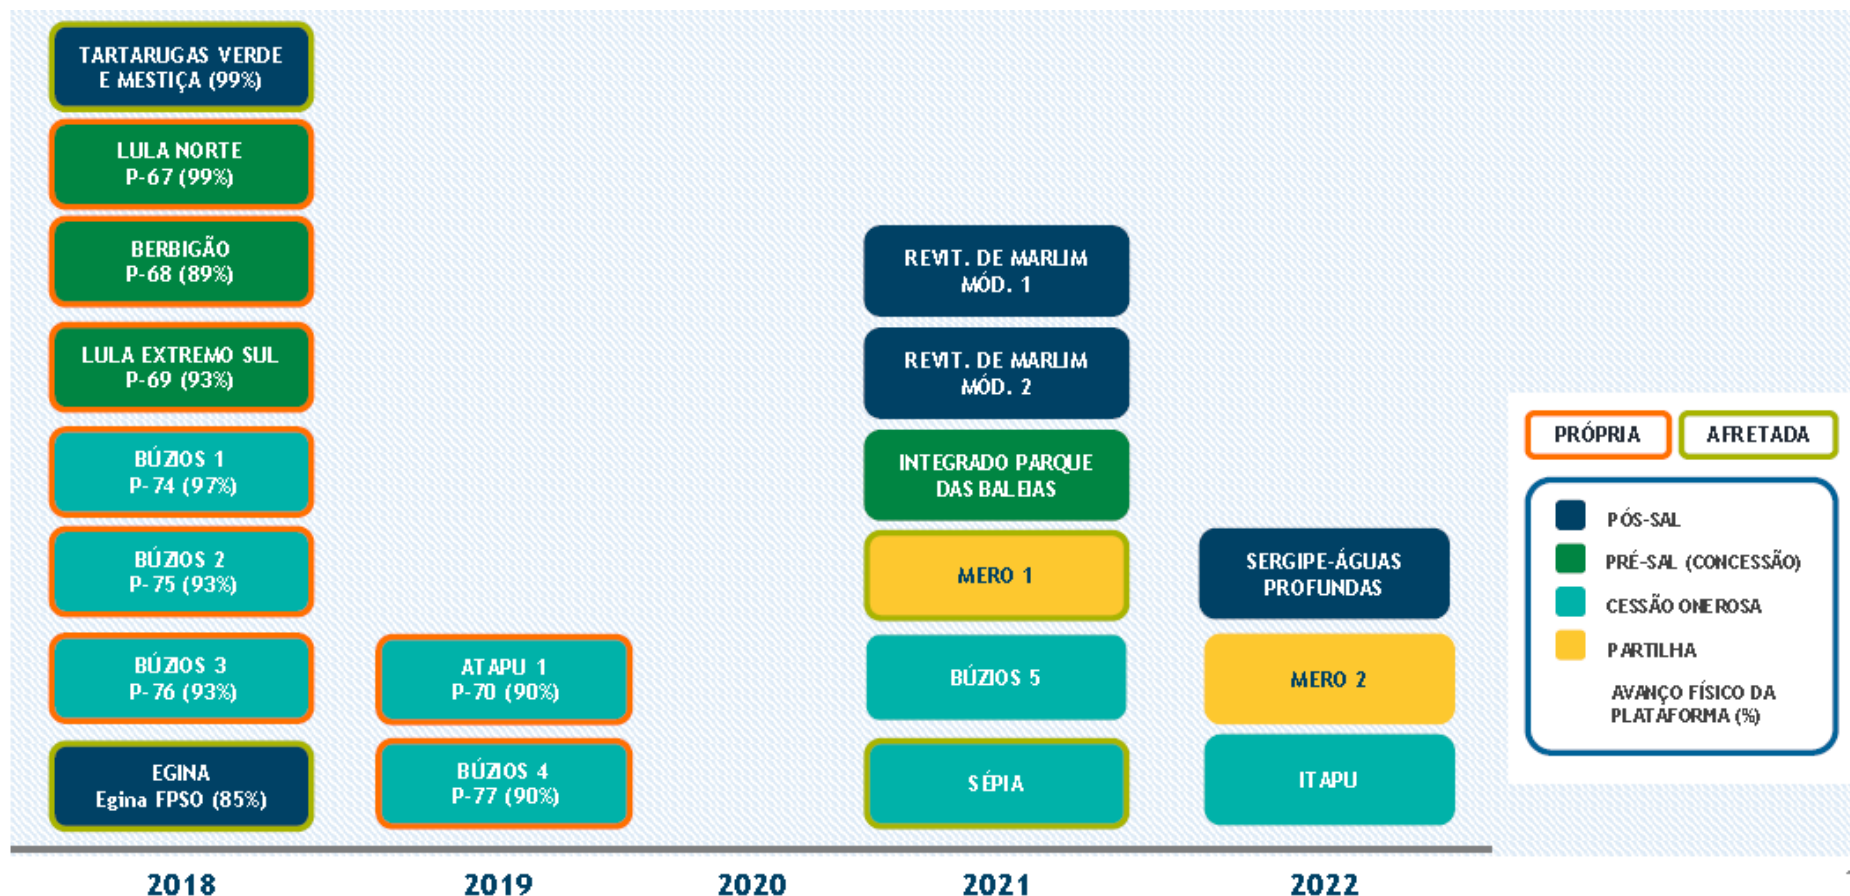 TARTARUGAS VERDE
E MESTIÇA (99%)
LULA NORTE
P-67 (99%)
BERBIGÃO
P-68 (89%)
LULA EXTREMO SUL
P-69 (93%)
BÚZIOS 1
P-74 (97%)
BÚZIOS 2
P-75 (93%)
BÚZIOS 3
P-76 (93%)
EGINA
Egina FPSO (85%)
ATAPU 1
P-70 (90%)
BÚZIOS 4
P-77 (90%)
REVIT. DE MARLIM
MÓD. 1
REVIT. DE MARLIM
MÓD. 2
INTEGRADO PARQUE
DAS BALEIAS
MERO 1
BÚZIOS 5
SÉPIA
SERGIPE-ÁGUAS
PROFUNDAS
MERO 2
ITAPU
PRÓPRIA
AFRETADA
PÓS-SAL
PRÉ-SAL (CONCESSÃO)
CESSÃO ONEROSA
PARTILHA
AVANÇO FÍSICO DA
PLATAFORMA (%)
2018
2019
2020
2021
2022